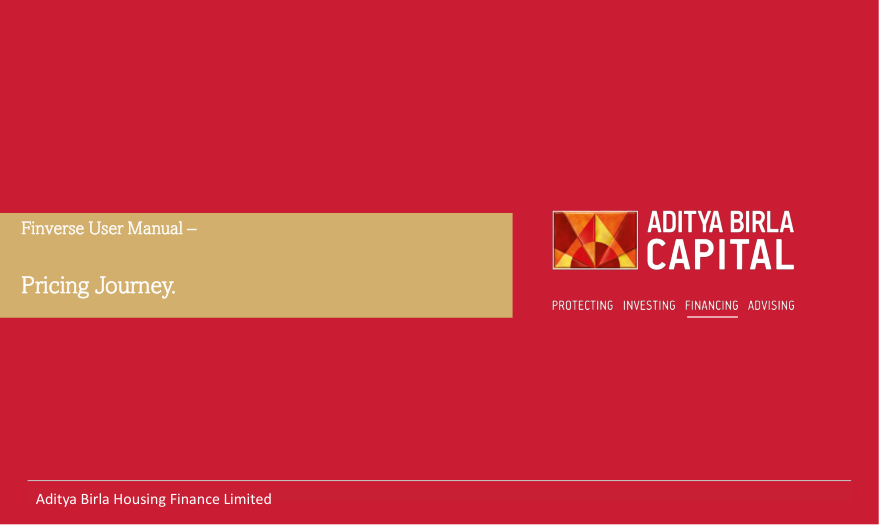 Finverse User Manual –
Pricing Journey.
ADITYA BIRLA
CAPITAL
PROTECTING INVESTING FINANCING ADVISING
Aditya Birla Housing Finance Limited